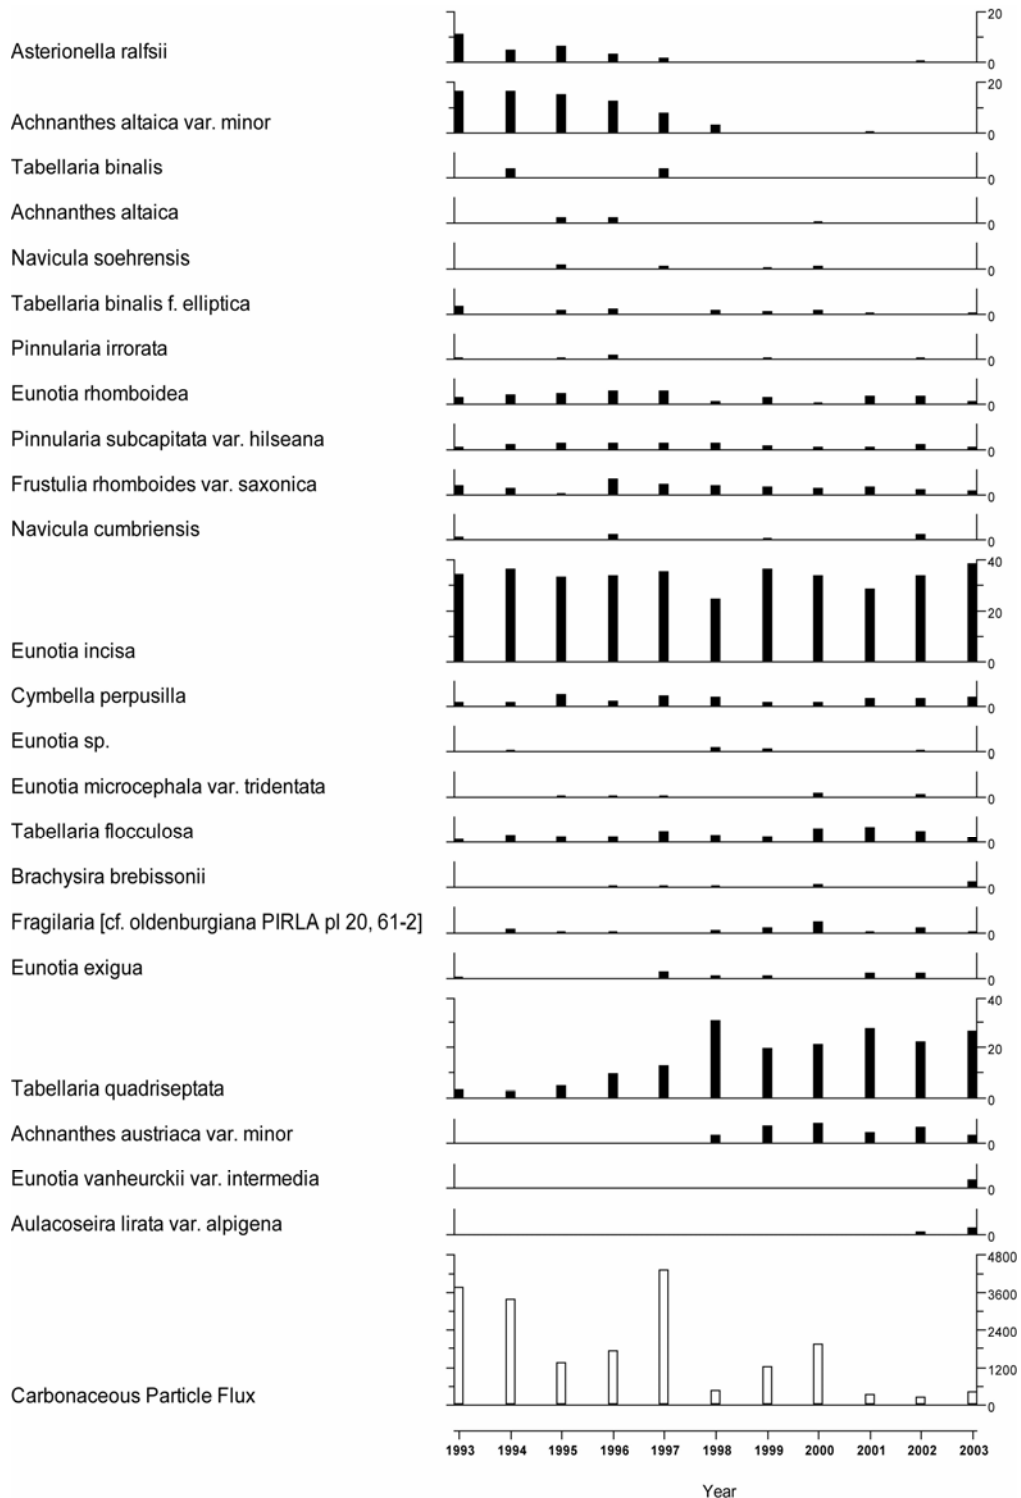 20
Asterionella ralfsii
0
20
Achnanthes altaica var. minor
0
Tabellaria binalis
0
Achnanthes altaica
0
Navicula soehrensis
0
Tabellaria binalis f. elliptica
0
Pinnularia irrorata
0
Eunotia rhomboidea
0
Pinnularia subcapitata var. hilseana
0
Frustulia rhomboides var. saxonica
0
Navicula cumbriensis
0
40
20
Eunotia incisa
0
Cymbella perpusilla
0
Eunotia sp.
0
Eunotia microcephala var. tridentata
0
Tabellaria flocculosa
0
Brachysira brebissonii
0
Fragilaria [cf. oldenburgiana PIRLA pl 20, 61-2]
0
Eunotia exigua
0
40
20
Tabellaria quadriseptata
0
Achnanthes austriaca var. minor
0
Eunotia vanheurckii var. intermedia
0
Aulacoseira lirata var. alpigena
0
4800
3600
2400
1200
Carbonaceous Particle Flux
0
1993 1994 1995 1996 1997 1998 1999 2000 2001 2002 2003
Year